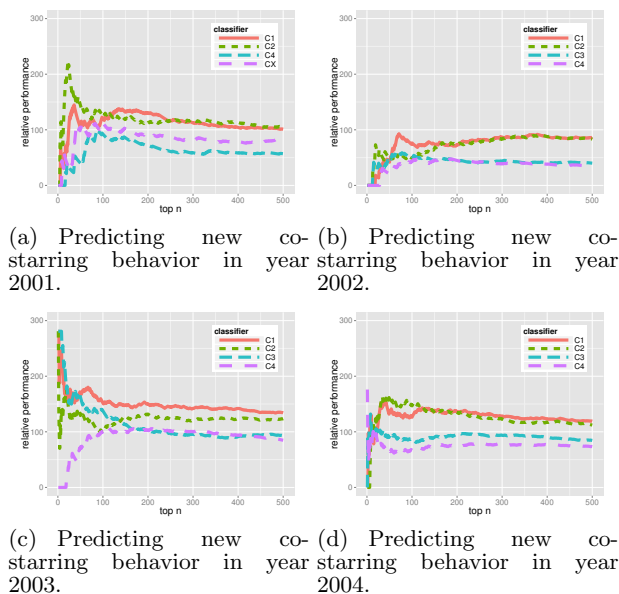 classifier
C1
C2
C4
CX
300
200
100
0
relative performance
0 100 200 300 400 500
top n
classifier
C1
C2
C3
C4
300
200
100
0
relative performance
0 100 200 300 400 500
top n
(a) Predicting new co-
starring behavior in year
2001.
(b) Predicting new co-
starring behavior in year
2002.
classifier
C1
C2
C3
C4
300
200
100
0
relative performance
0 100 200 300 400 500
top n
classifier
C1
C2
C3
C4
300
200
100
0
relative performance
0 100 200 300 400 500
top n
(c) Predicting new co-
starring behavior in year
2003.
(d) Predicting new co-
starring behavior in year
2004.